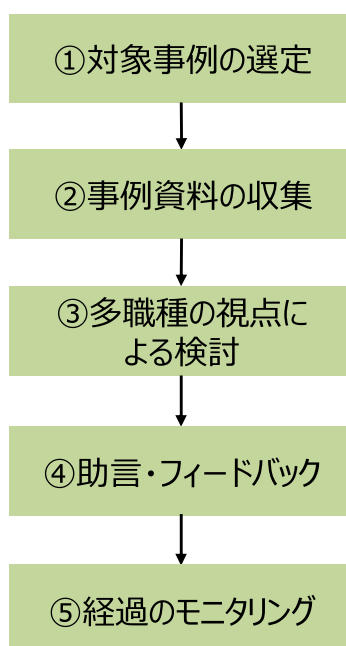 ①対象事例の選定
②事例資料の収集
③多職種の視点に
よる検討
④助言・フィードバック
⑤経過のモニタリング